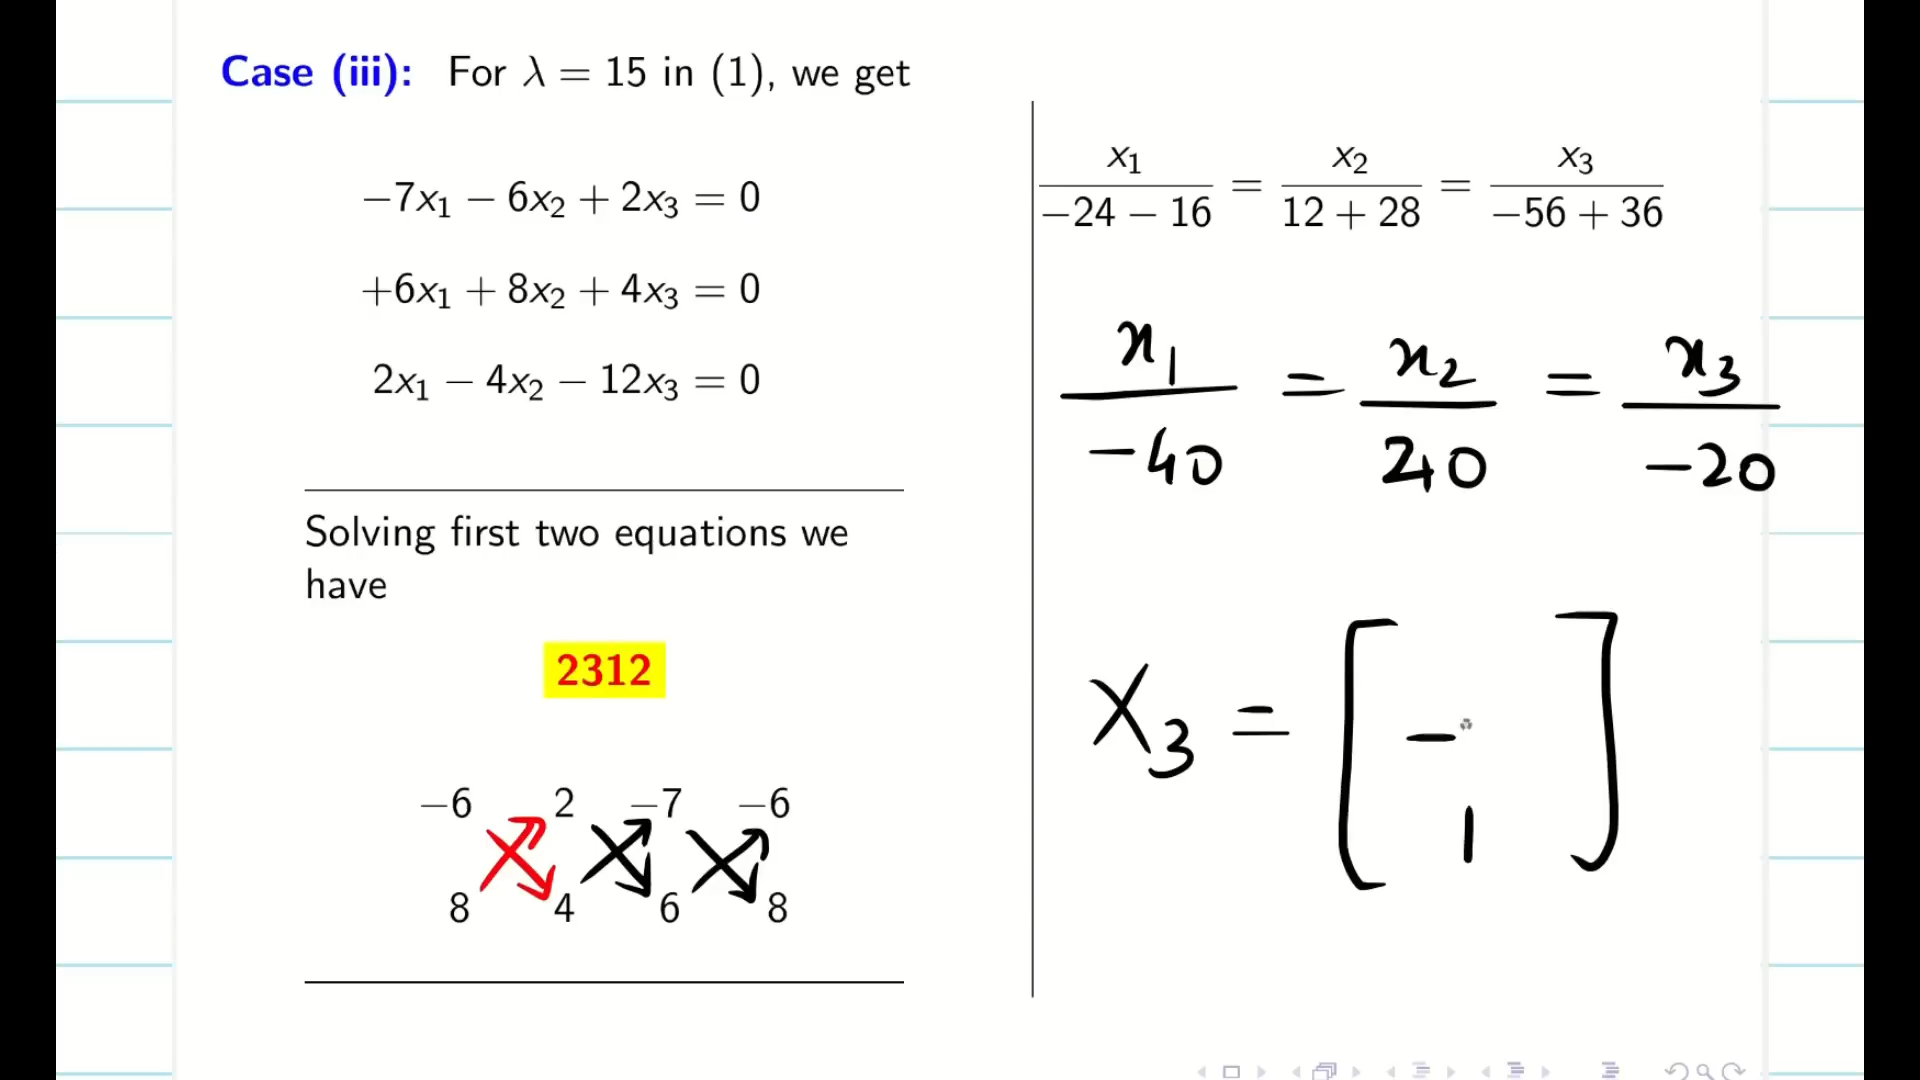 Case (iii): For λ = 15 in (1), we get
−7x₁ − 6x₂ + 2x₃ = 0
+6x₁ + 8x₂ + 4x₃ = 0
2x₁ − 4x₂ − 12x₃ = 0
Solving first two equations we
have
2312
−6 2 −7 −6
8 4 6 8
x₁ x₂ x₃
= =
−24 − 16 12 + 28 −56 + 36
x₁ x₂ x₃
= =
−40 40 −20
X₃ = [ −
1 ]